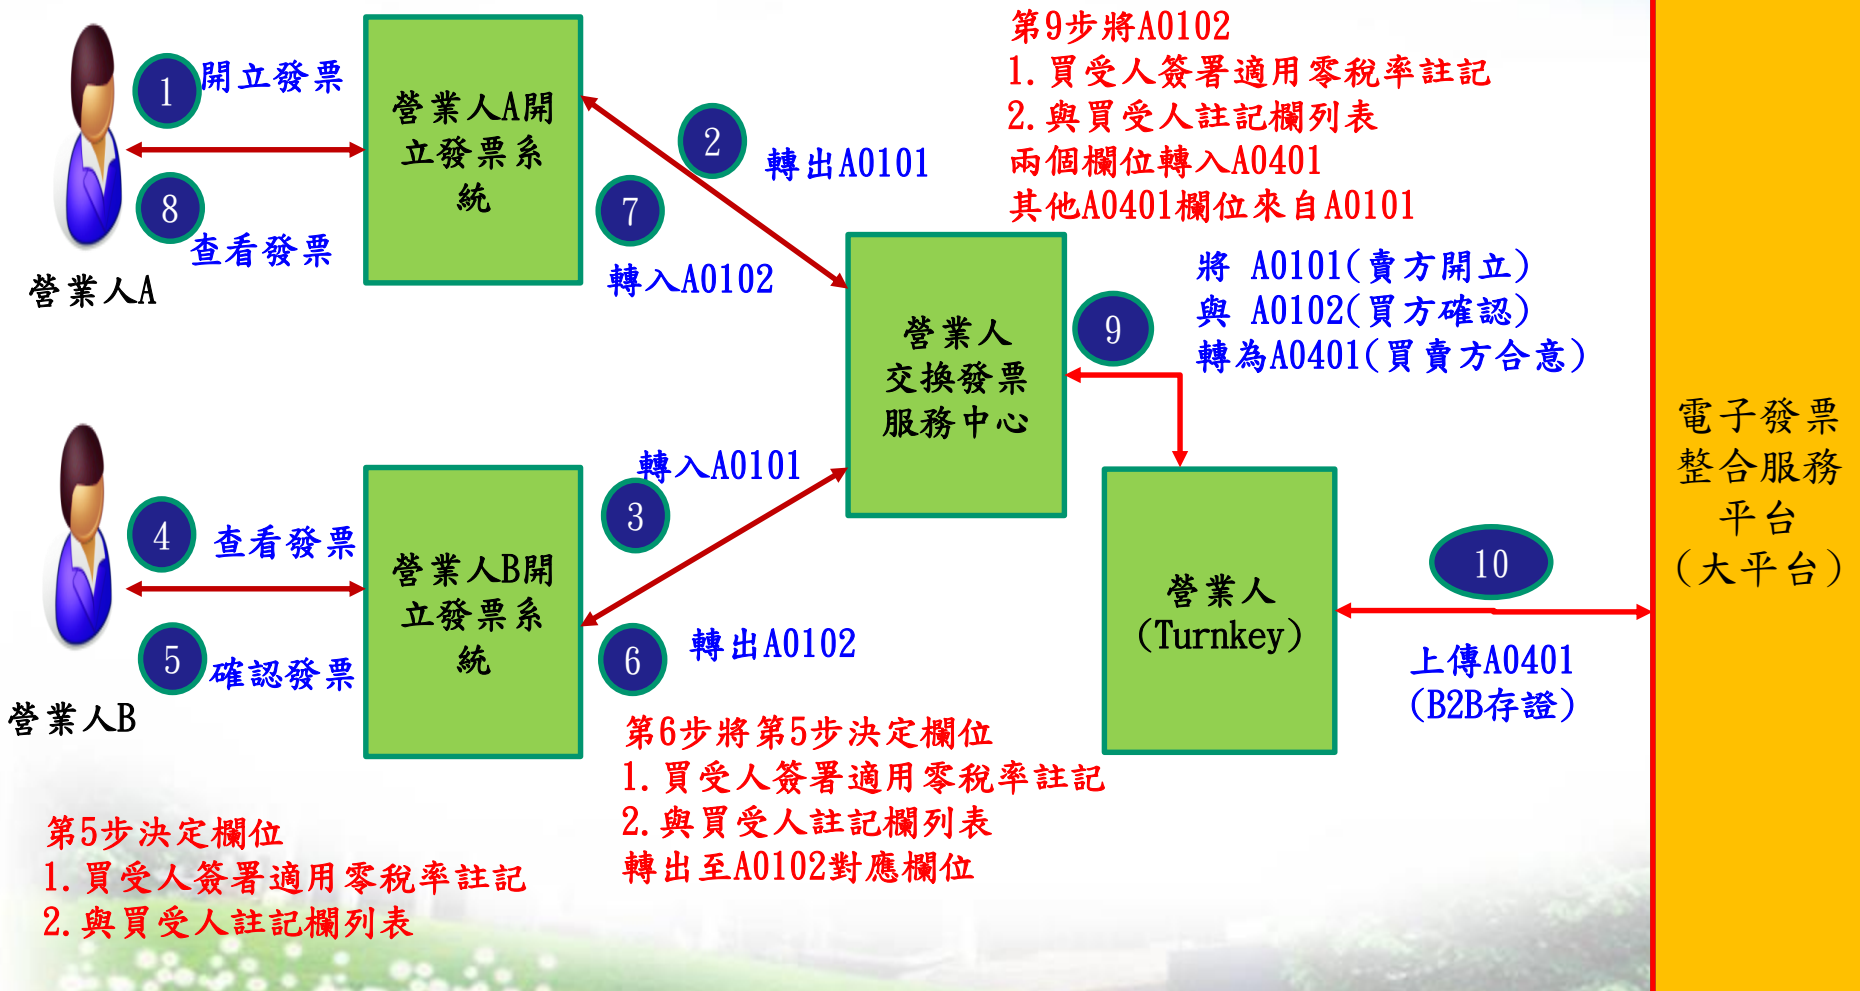 第9步將A0102
1.買受人簽署適用零稅率註記
2.與買受人註記欄列表
兩個欄位轉入A0401
其他A0401欄位來自A0101
1
開立發票
8
查看發票
營業人A
營業人A開
立發票系
統
2
轉出A0101
7
轉入A0102
營業人
交換發票
服務中心
9
將 A0101(賣方開立)
與 A0102(買方確認)
轉為A0401(買賣方合意)
轉入A0101
3
4
查看發票
5
確認發票
營業人B
營業人B開
立發票系
統
6
轉出A0102
第6步將第5步決定欄位
1.買受人簽署適用零稅率註記
2.與買受人註記欄列表
轉出至A0102對應欄位
第5步決定欄位
1.買受人簽署適用零稅率註記
2.與買受人註記欄列表
營業人
(Turnkey)
10
上傳A0401
(B2B存證)
電子發票
整合服務
平台
(大平台)